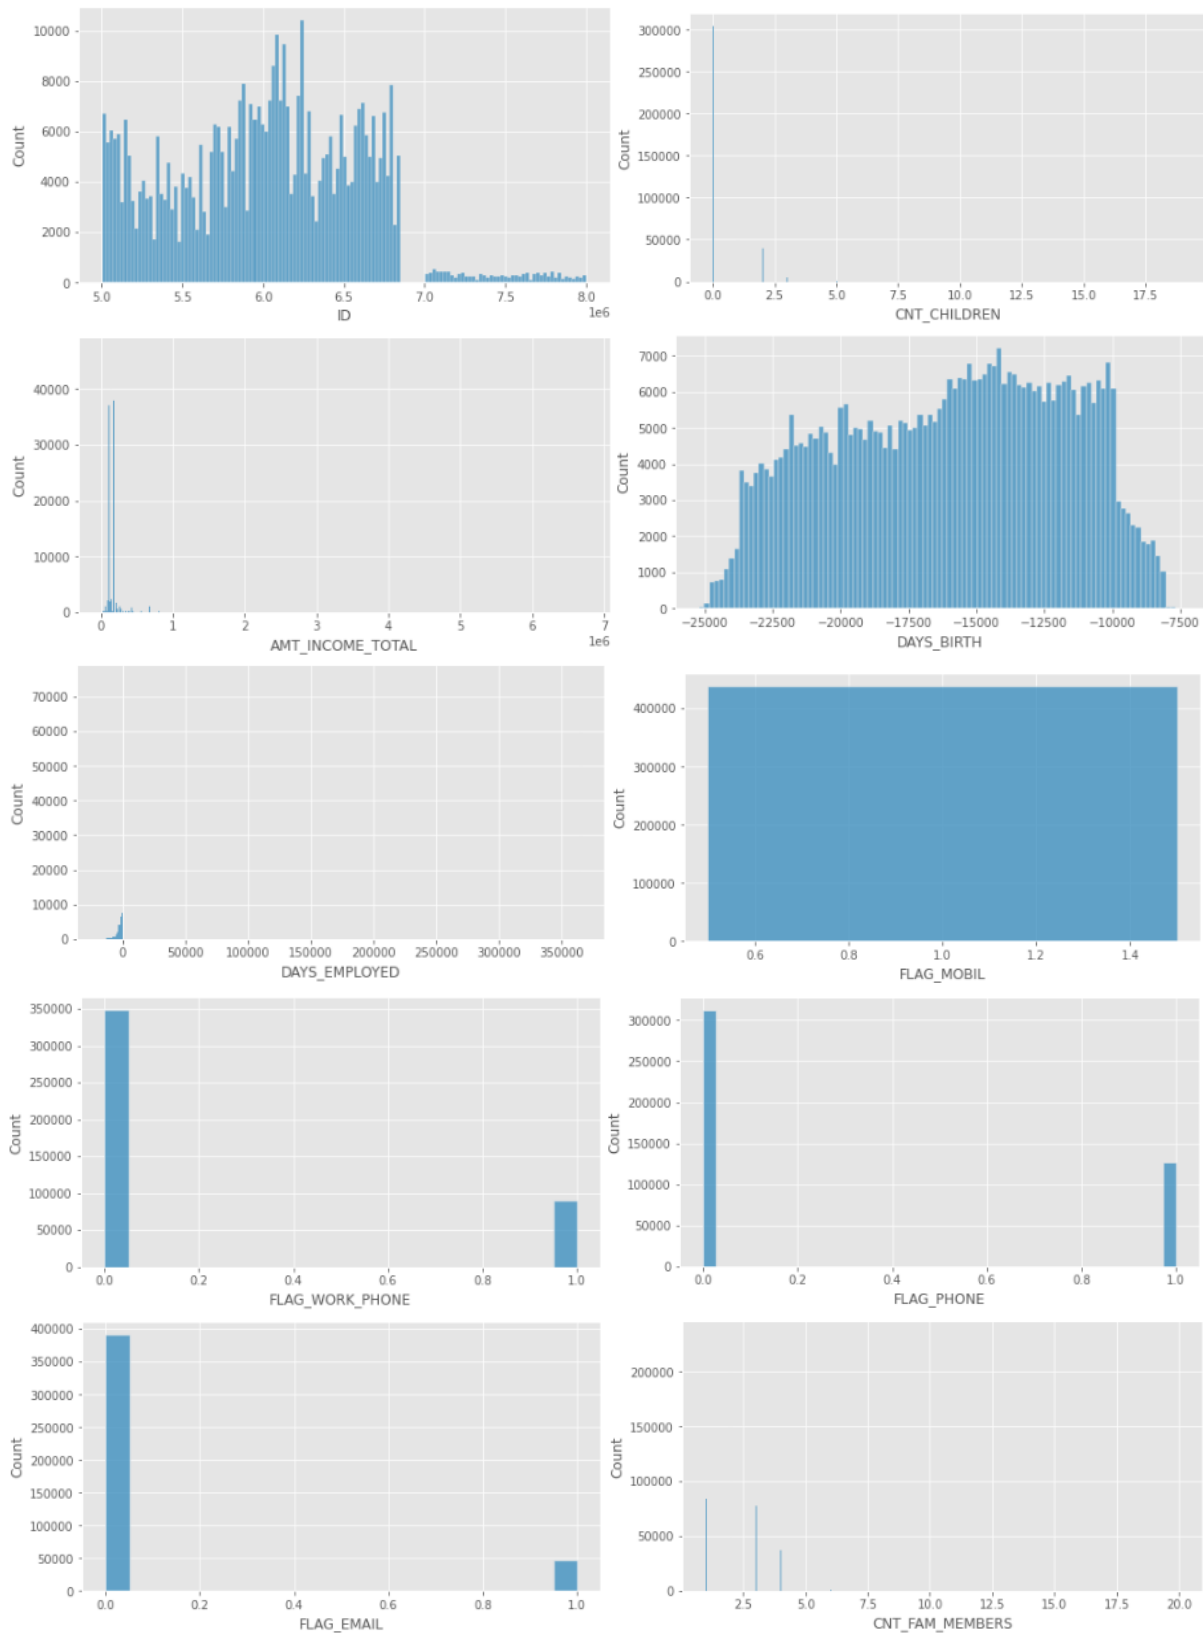 10000
8000
6000
4000
2000
0
Count
5.0 5.5 6.0 6.5 7.0 7.5 8.0
1e6
ID
300000
250000
200000
150000
100000
50000
0
Count
0.0 2.5 5.0 7.5 10.0 12.5 15.0 17.5
CNT_CHILDREN
40000
30000
20000
10000
0
Count
0 1 2 3 4 5 6 7
1e6
AMT_INCOME_TOTAL
7000
6000
5000
4000
3000
2000
1000
0
Count
−25000 −22500 −20000 −17500 −15000 −12500 −10000 −7500
DAYS_BIRTH
70000
60000
50000
40000
30000
20000
10000
0
Count
0 50000 100000 150000 200000 250000 300000 350000
DAYS_EMPLOYED
400000
300000
200000
100000
0
Count
0.6 0.8 1.0 1.2 1.4
FLAG_MOBIL
350000
300000
250000
200000
150000
100000
50000
0
Count
0.0 0.2 0.4 0.6 0.8 1.0
FLAG_WORK_PHONE
300000
250000
200000
150000
100000
50000
0
Count
0.0 0.2 0.4 0.6 0.8 1.0
FLAG_PHONE
400000
350000
300000
250000
200000
150000
100000
50000
0
Count
0.0 0.2 0.4 0.6 0.8 1.0
FLAG_EMAIL
200000
150000
100000
50000
0
Count
2.5 5.0 7.5 10.0 12.5 15.0 17.5 20.0
CNT_FAM_MEMBERS